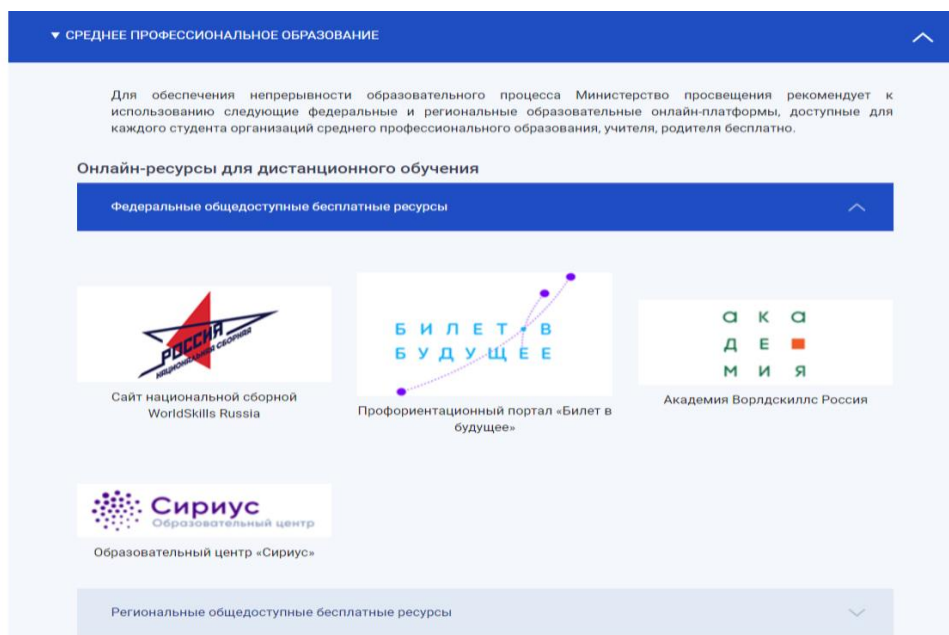 ▼ СРЕДНЕЕ ПРОФЕССИОНАЛЬНОЕ ОБРАЗОВАНИЕ
Для обеспечения непрерывности образовательного процесса Министерство просвещения рекомендует к
использованию следующие федеральные и региональные образовательные онлайн-платформы, доступные для
каждого студента организаций среднего профессионального образования, учителя, родителя бесплатно.
Онлайн-ресурсы для дистанционного обучения
Федеральные общедоступные бесплатные ресурсы
РОССИЯ
НАЦИОНАЛЬНАЯ СБОРНАЯ
Сайт национальной сборной
WorldSkills Russia
БИЛЕТ В
БУДУЩЕЕ
Профориентационный портал «Билет в
будущее»
ака
де
мия
Академия Ворлдскиллс Россия
Сириус
Образовательный центр
Образовательный центр «Сириус»
Региональные общедоступные бесплатные ресурсы